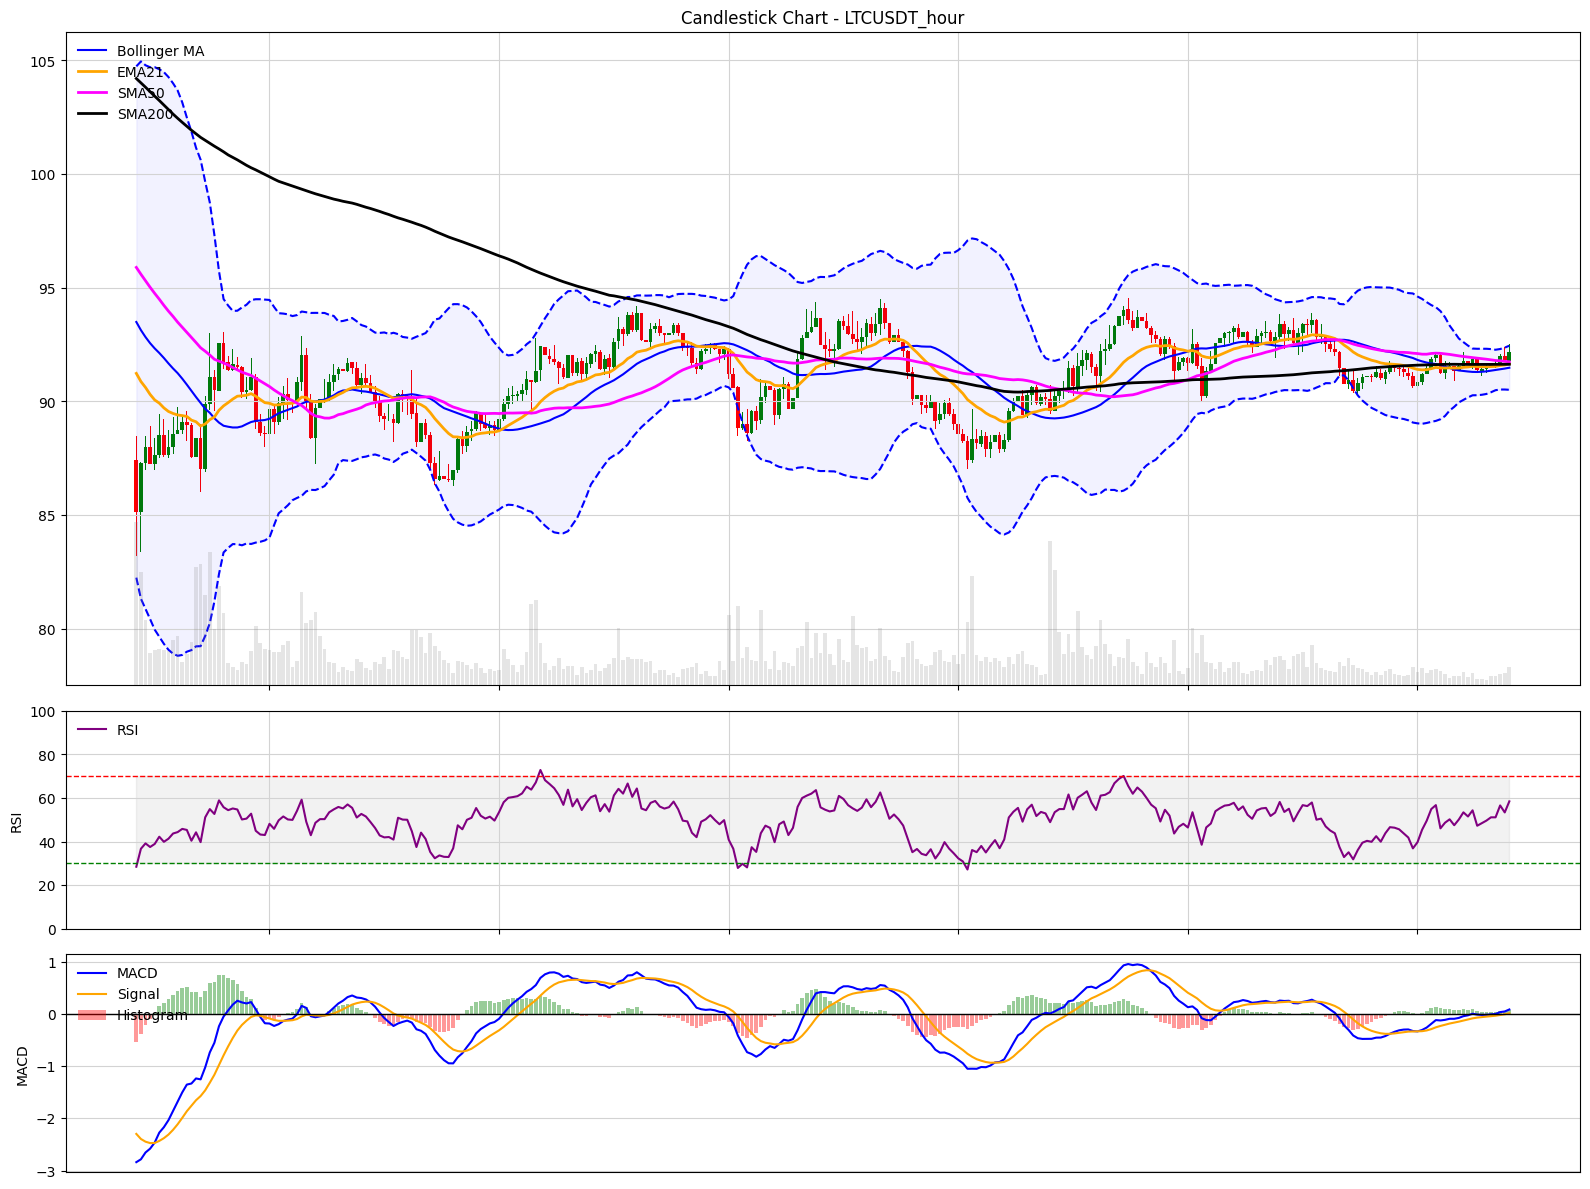 Candlestick Chart - LTCUSDT_hour
Bollinger MA
EMA21
SMA50
SMA200
105
100
95
90
85
80
RSI
100
80
60
40
20
0
RSI
MACD
Signal
Histogram
1
0
−1
−2
−3
MACD